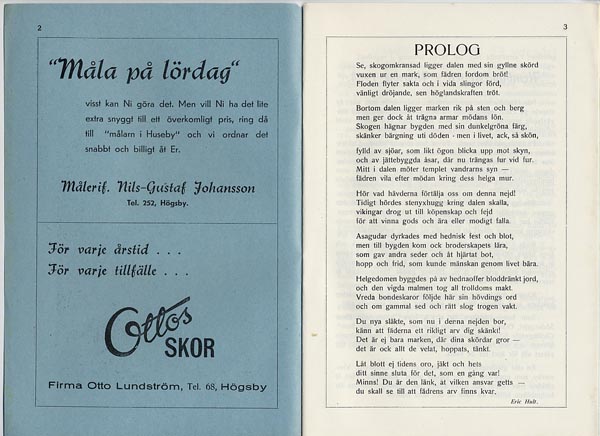 2
"Måla på lördag"
visst kan Ni göra det. Men vill Ni ha det lite
extra snyggt till ett överkomligt pris, ring då
till "målarn i Huseby" och vi ordnar det
snabbt och billigt åt Er.
Målerif. Nils-Gustaf Johansson
Tel. 252, Högsby.
För varje årstid . . .
För varje tillfälle . . .
Ottos
SKOR
Firma Otto Lundström, Tel. 68, Högsby
3
PROLOG
Se, skogomkransad ligger dalen med sin gyllne skörd
vuxen ur en mark, som fädren fordom bröt!
Floden flyter sakta och i vida slingor förd,
vänligt dröjande, sen höglandskraften tröt.
Bortom dalen ligger marken rik på sten och berg
men ger dock åt trägna armar mödans lön.
Skogen hägnar bygden med sin dunkelgröna färg,
skänker bärgning uti döden - men i livet, ack, så skön,
fylld av sjöar, som likt ögon blicka upp mot skyn,
och av jättebyggda åsar, där nu trängas fur vid fur.
Mitt i dalen möter templet vandrarns syn —
fädren vila efter mödan kring dess helga mur.
Hör vad hävderna förtälja oss om denna nejd!
Tidigt hördes stenyxhugg kring dalen skalla,
vikingar drog ut till köpenskap och fejd
för att vinna gods och ära eller modigt falla.
Asagudar dyrkades med hednisk fest och blot,
men till bygden kom ock broderskapets lära,
som gav andra seder och åt hjärtat bot,
hopp och frid, som kunde mänskan genom livet bära.
Helgedomen byggdes på av hednaoffer bloddränkt jord,
och den vigda malmen tog all trolldoms makt.
Vreda bondeskaror följde här sin hövdings ord
och om gammal sed och rätt slog trogen vakt.
Du nya släkte, som nu i denna nejden bor,
känn att fäderna ett rikligt arv dig skänkt!
Det är ej bara marken, där dina skördar gror —
det är ock allt de velat, hoppats, tänkt.
Låt blott ej tidens oro, jäkt och hets
ditt sinne sluta för det, som en gång var!
Minns! Du är den länk, åt vilken ansvar getts —
du skall se till att fädrens arv finns kvar.
Eric Hult.